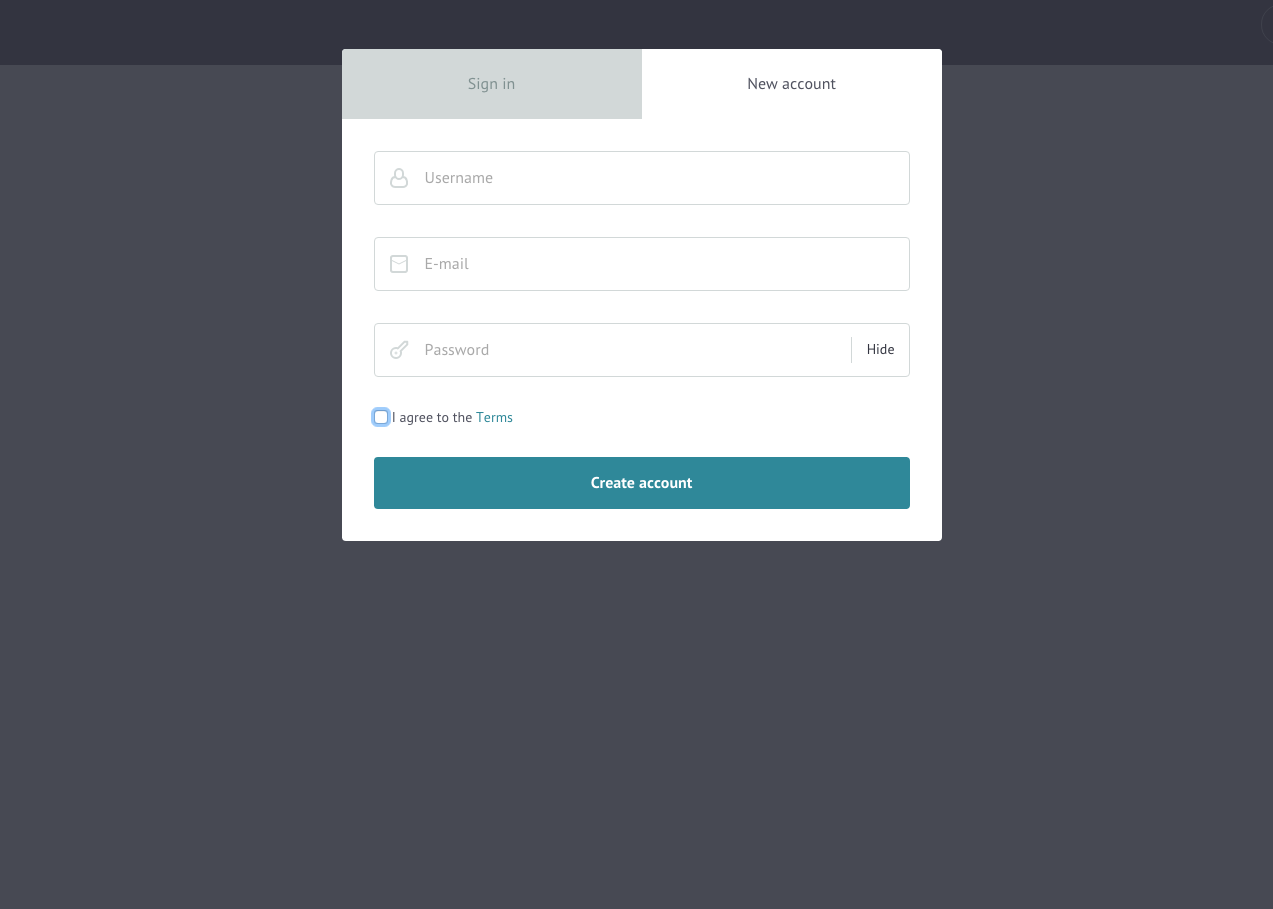 Sign in
New account
Username
E-mail
Password
Hide
I agree to the Terms
Create account